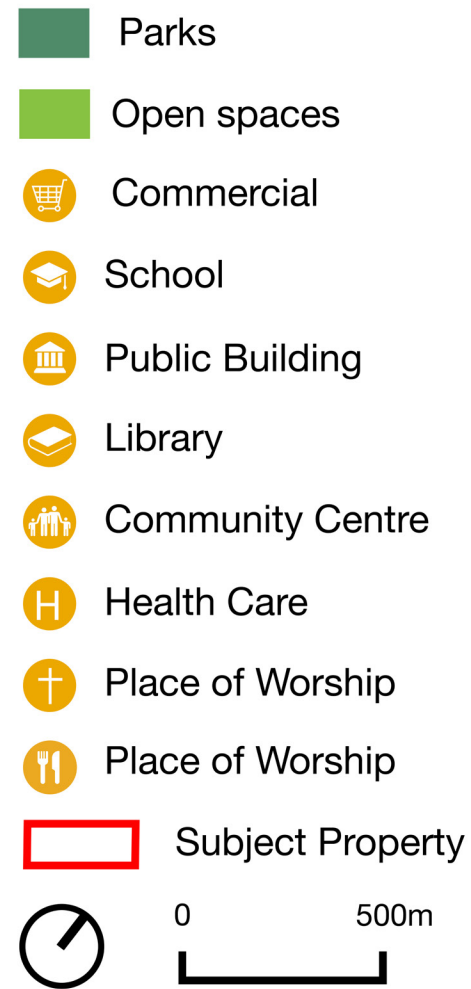 Parks
Open spaces
Commercial
School
Public Building
Library
Community Centre
H Health Care
Place of Worship
Place of Worship
Subject Property
0 500m